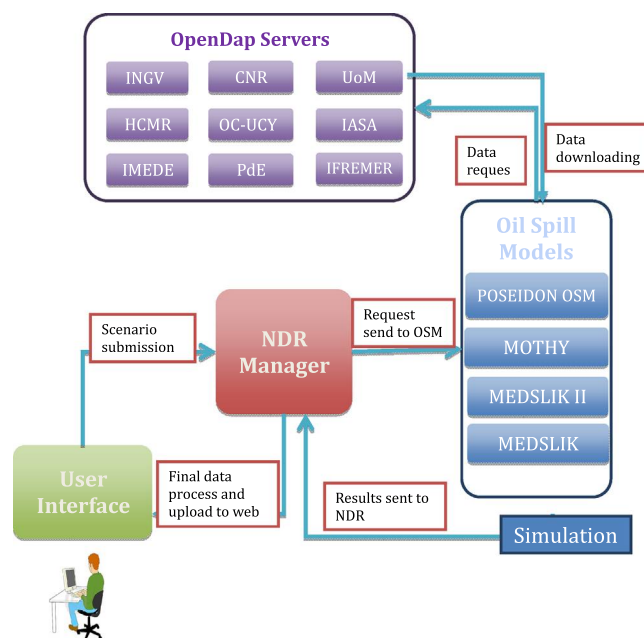 OpenDap Servers
INGV
CNR
UoM
HCMR
OC-UCY
IASA
IMEDE
PdE
IFREMER
Data
reques
Data
downloading
Oil Spill
Models
POSEIDON OSM
MOTHY
MEDSLIK II
MEDSLIK
Scenario
submission
NDR
Manager
Request
send to OSM
User
Interface
Final data
process and
upload to web
Results sent to
NDR
Simulation